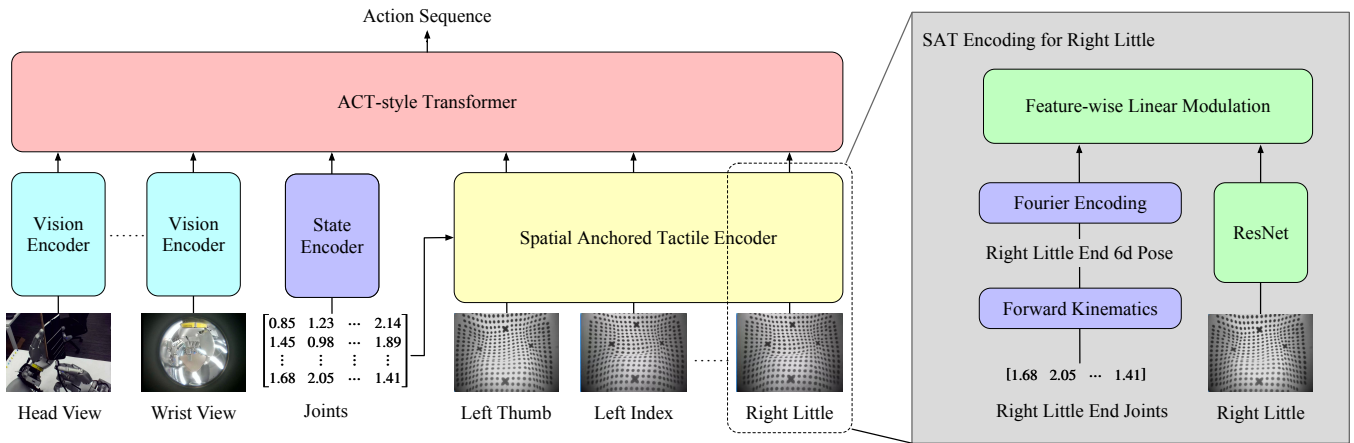 Action Sequence
ACT-style Transformer
Vision
Encoder
Vision
Encoder
State
Encoder
Spatial Anchored Tactile Encoder
0.85 1.23 ... 2.14
1.45 0.98 ... 1.89
⋮ ⋮ ⋮ ⋮
1.68 2.05 ... 1.41
Head View
Wrist View
Joints
Left Thumb
Left Index
Right Little
SAT Encoding for Right Little
Feature-wise Linear Modulation
Fourier Encoding
ResNet
Right Little End 6d Pose
Forward Kinematics
[1.68 2.05 ... 1.41]
Right Little End Joints
Right Little